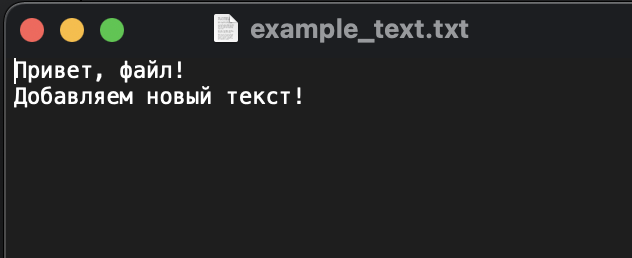 example_text.txt
Привет, файл!
Добавляем новый текст!